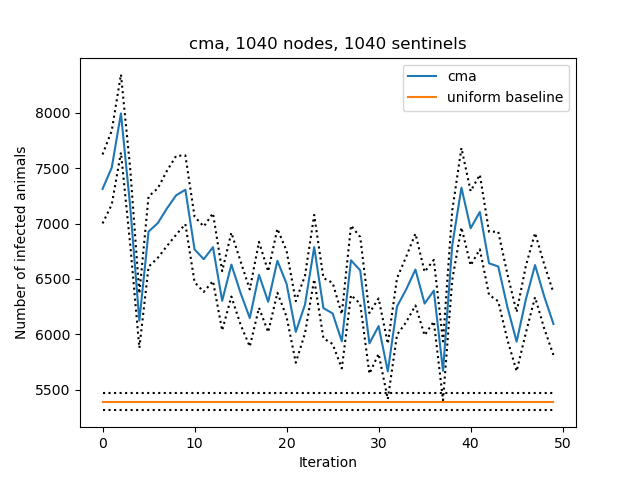 cma, 1040 nodes, 1040 sentinels
cma
uniform baseline
Number of infected animals
8000
7500
7000
6500
6000
5500
0 10 20 30 40 50
Iteration